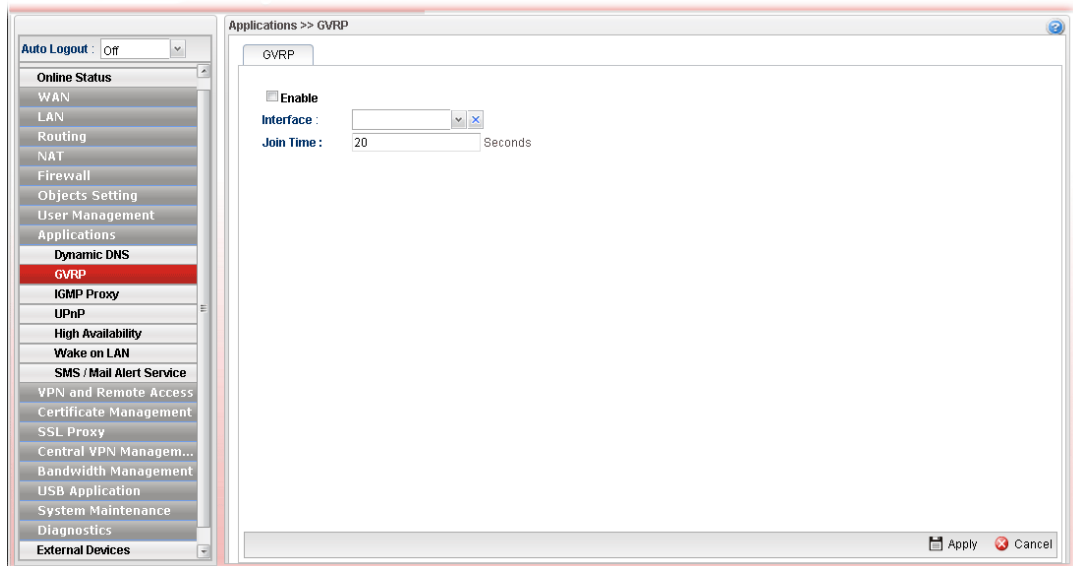 Applications >> GVRP
Auto Logout : Off
GVRP
Online Status
WAN
LAN
Routing
NAT
Firewall
Objects Setting
User Management
Applications
Dynamic DNS
GVRP
IGMP Proxy
UPnP
High Availability
Wake on LAN
SMS / Mail Alert Service
VPN and Remote Access
Certificate Management
SSL Proxy
Central VPN Managem...
Bandwidth Management
USB Application
System Maintenance
Diagnostics
External Devices
Enable
Interface :
Join Time : 20 Seconds
Apply Cancel